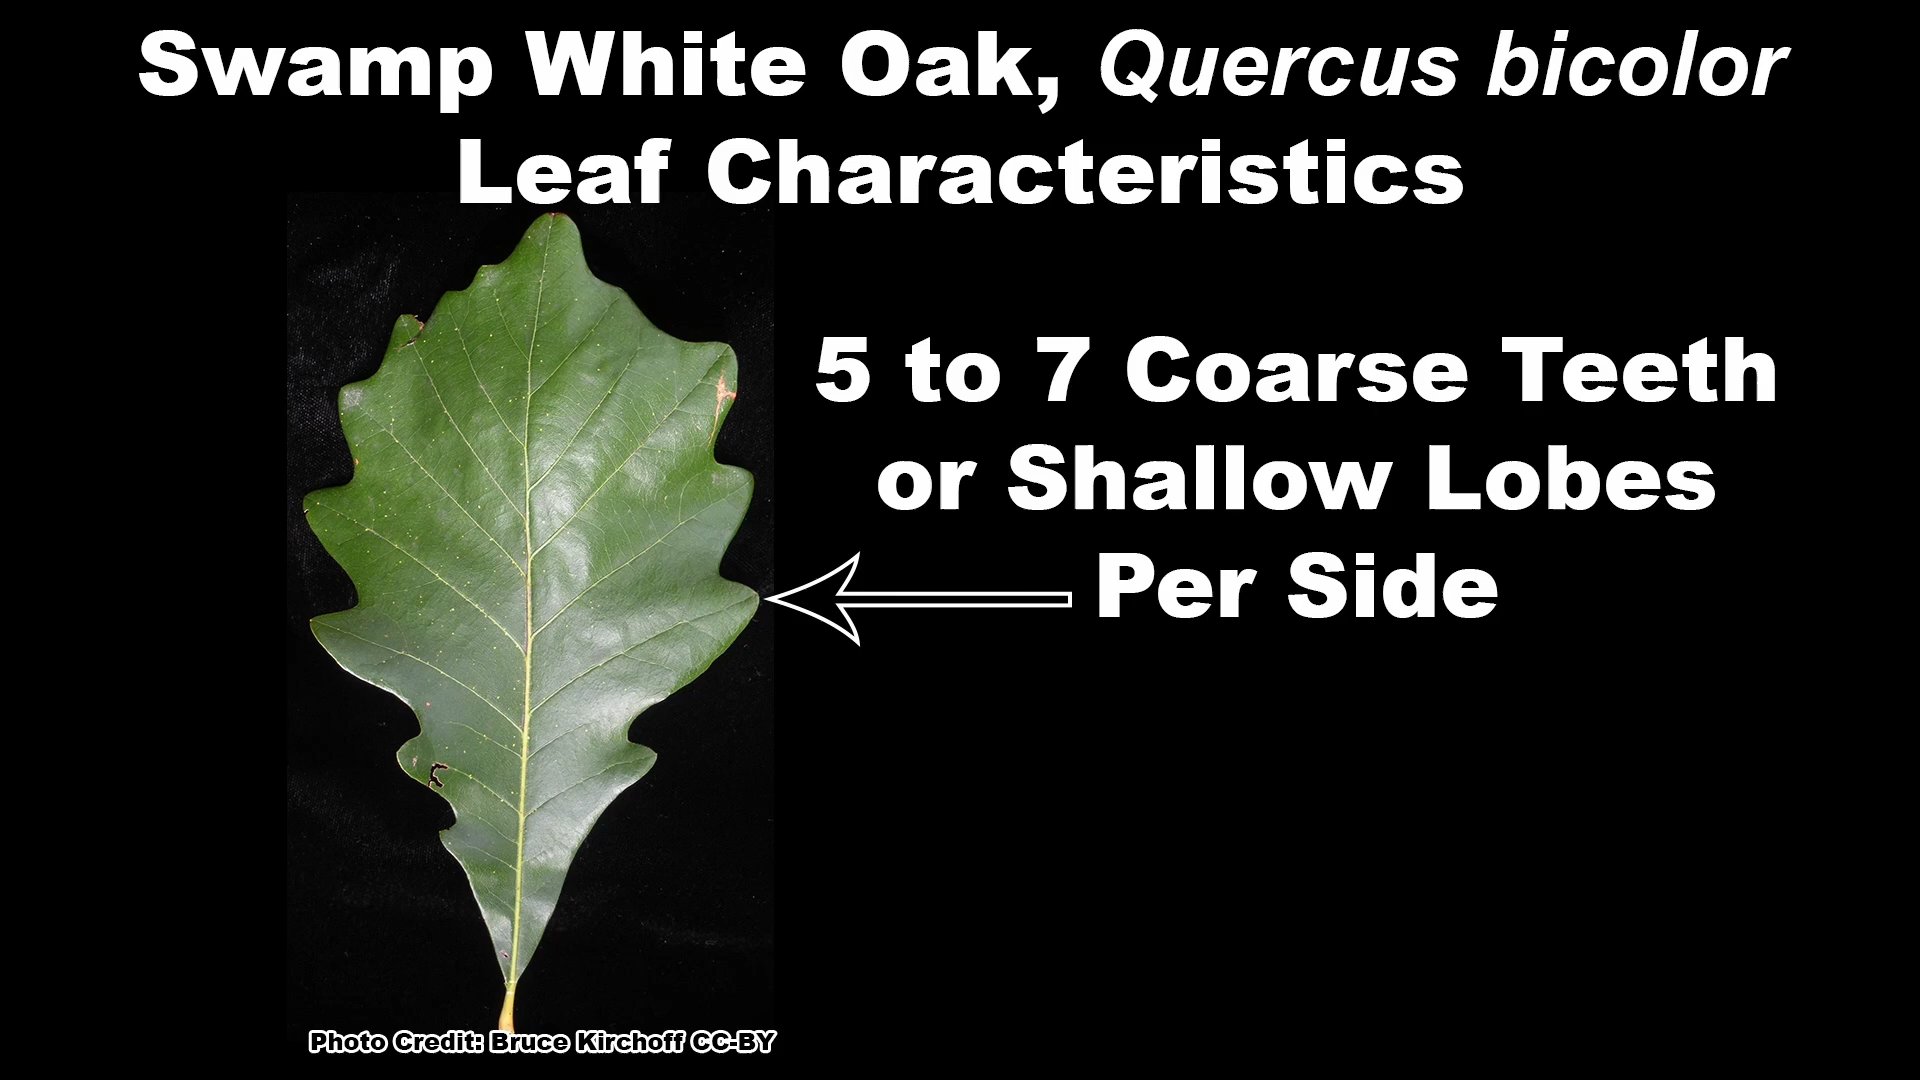 Swamp White Oak, Quercus bicolor
Leaf Characteristics
5 to 7 Coarse Teeth
or Shallow Lobes
Per Side
Photo Credit: Bruce Kirchoff CC-BY